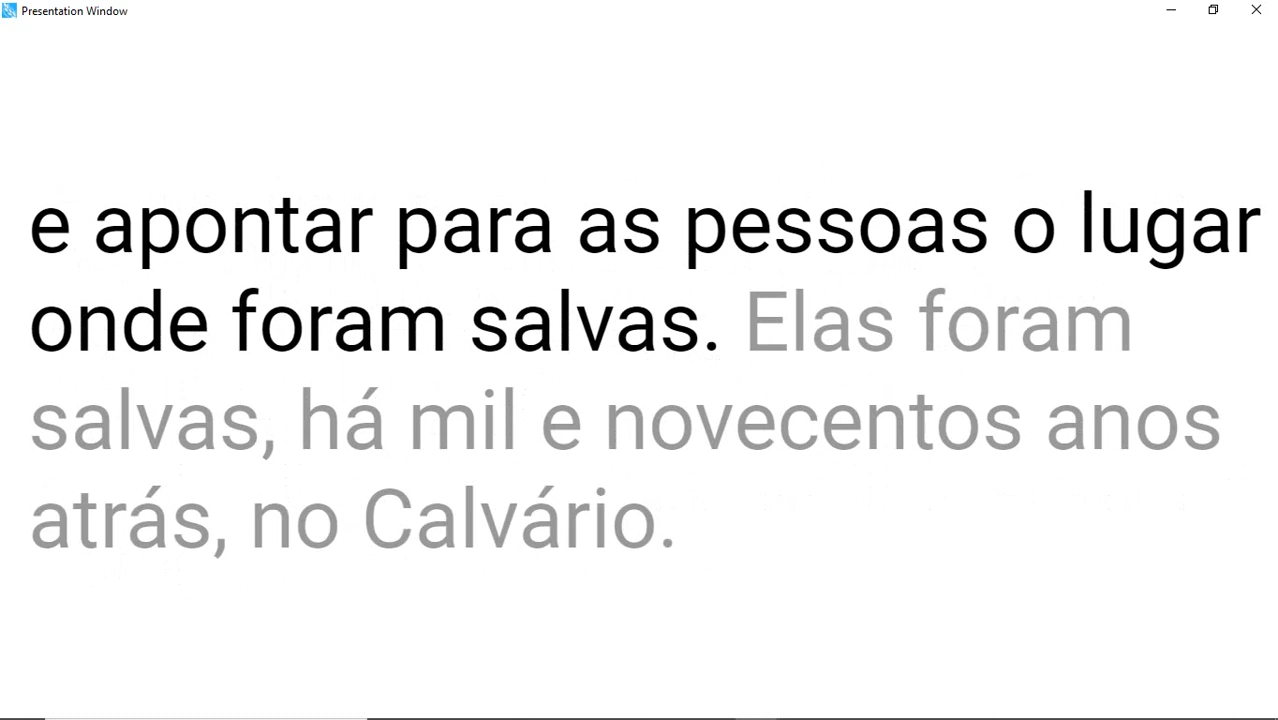 Presentation Window
e apontar para as pessoas o lugar
onde foram salvas. Elas foram
salvas, há mil e novecentos anos
atrás, no Calvário.